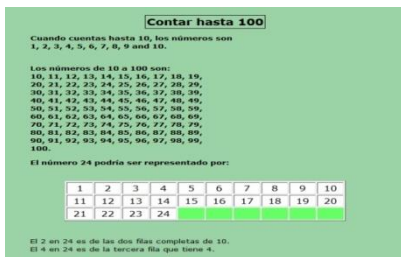 Contar hasta 100
Cuando cuentas hasta 10, los números son
1, 2, 3, 4, 5, 6, 7, 8, 9 and 10.
Los números de 10 a 100 son:
10, 11, 12, 13, 14, 15, 16, 17, 18, 19,
20, 21, 22, 23, 24, 25, 26, 27, 28, 29,
30, 31, 32, 33, 34, 35, 36, 37, 38, 39,
40, 41, 42, 43, 44, 45, 46, 47, 48, 49,
50, 51, 52, 53, 54, 55, 56, 57, 58, 59,
60, 61, 62, 63, 64, 65, 66, 67, 68, 69,
70, 71, 72, 73, 74, 75, 76, 77, 78, 79,
80, 81, 82, 83, 84, 85, 86, 87, 88, 89,
90, 91, 92, 93, 94, 95, 96, 97, 98, 99,
100.
El número 24 podría ser representado por:
1 2 3 4 5 6 7 8 9 10
11 12 13 14 15 16 17 18 19 20
21 22 23 24
El 2 en 24 es de las dos filas completas de 10.
El 4 en 24 es de la tercera fila que tiene 4.